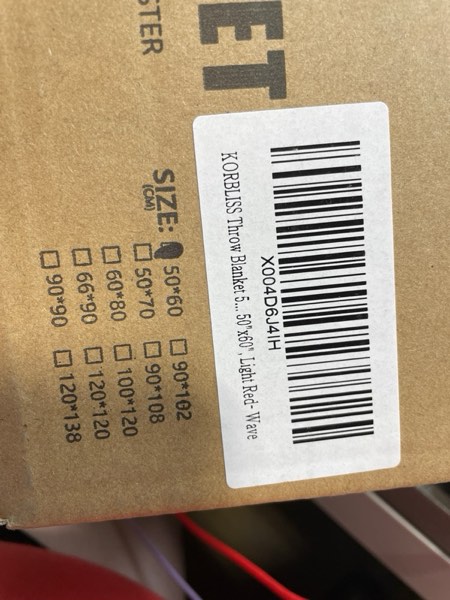 ET
STER
KORBLISS Throw Blanket 5... 50"x60", Light Red- Wave
X004D6J4IH
SIZE:
(CM)
50*60 90*102
50*70 90*108
60*80 100*120
66*90 120*120
90*90 120*138